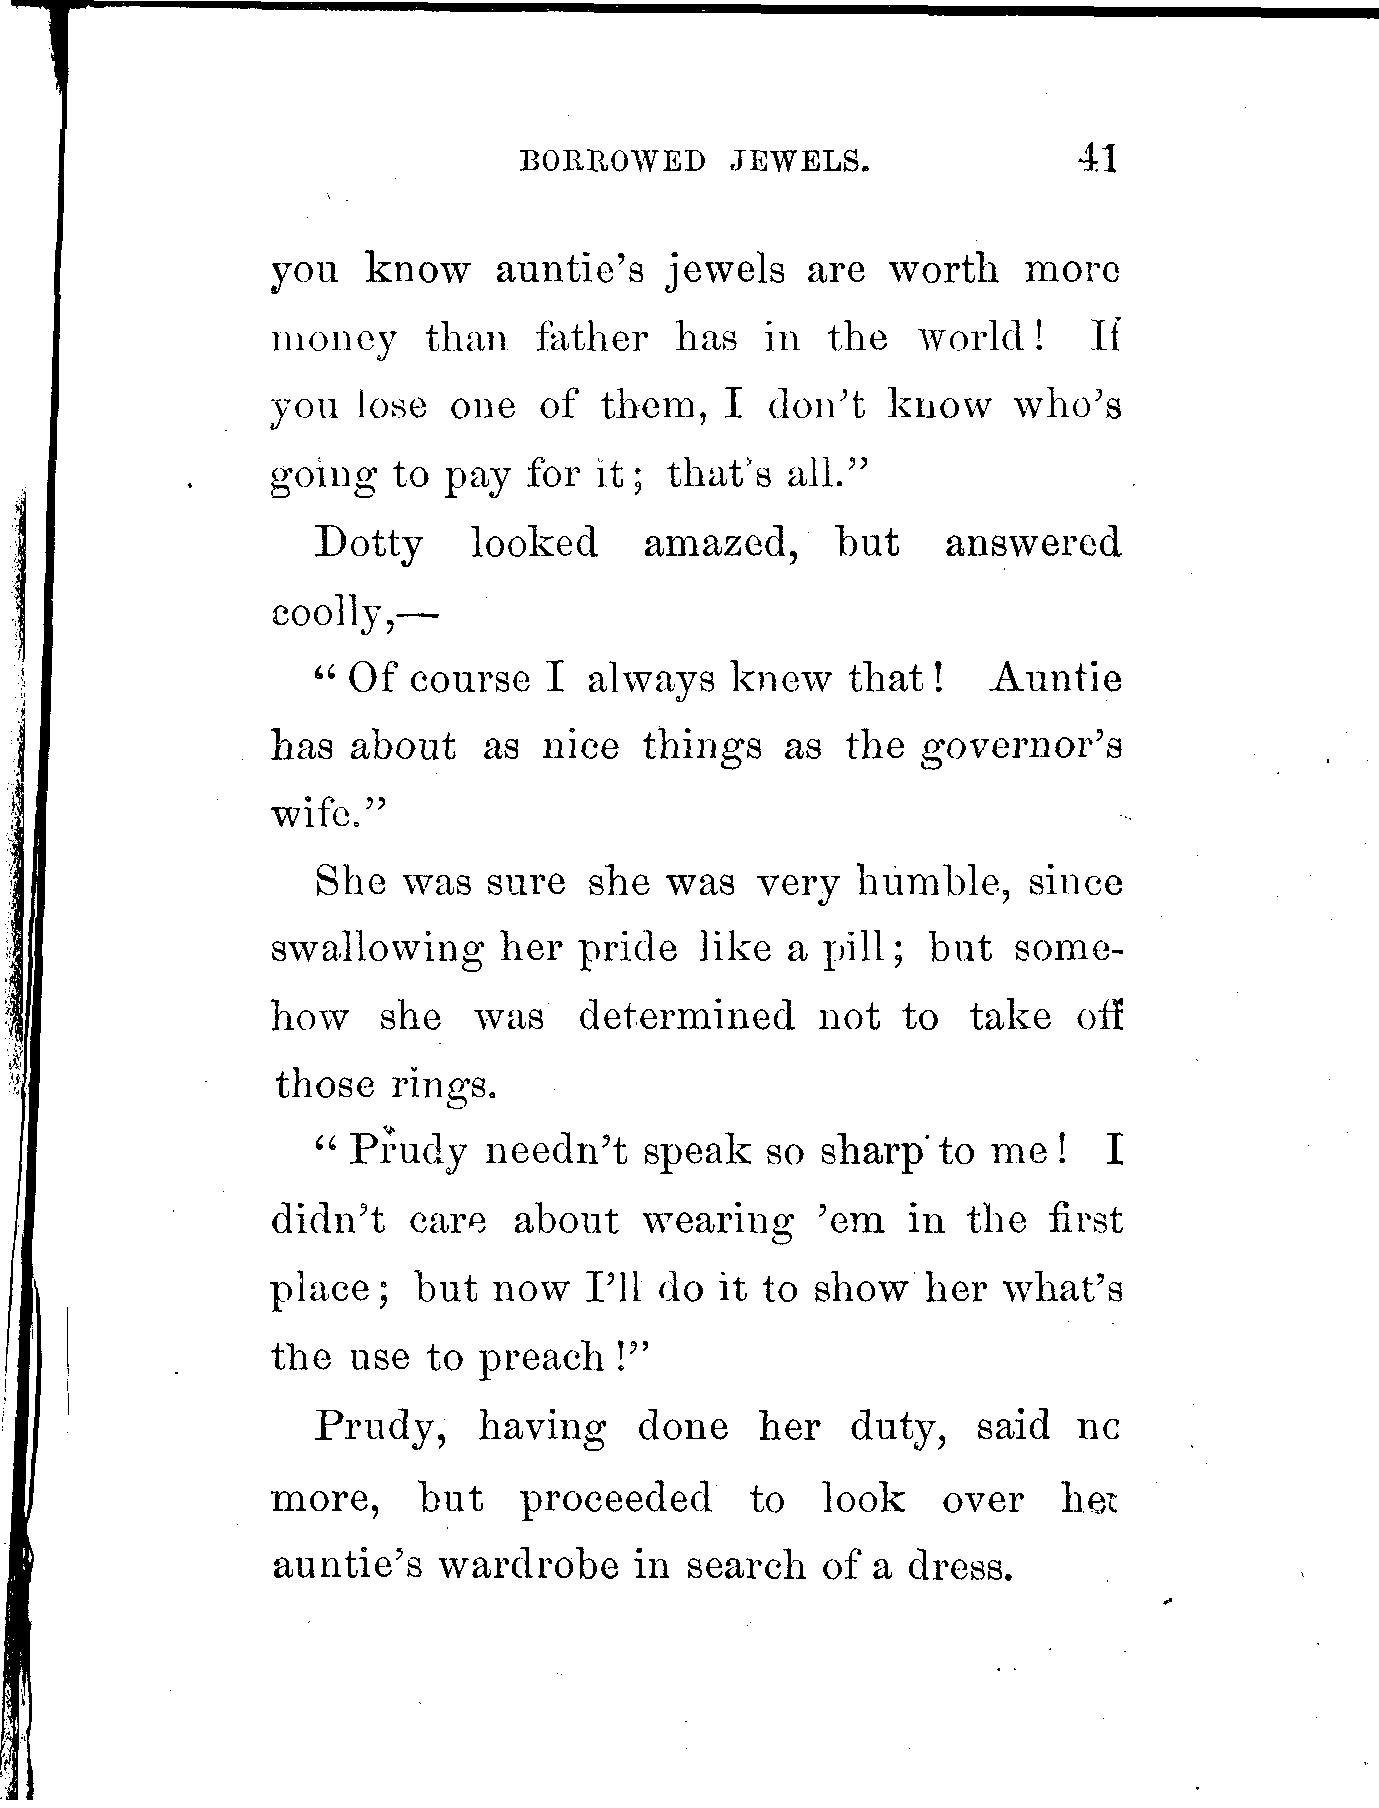 BORROWED JEWELS. 41
you know auntie's jewels are worth more
money than father has in the world! If
you lose one of them, I don't know who's
going to pay for it; that's all."
Dotty looked amazed, but answered
coolly,—
"Of course I always knew that! Auntie
has about as nice things as the governor's
wife."
She was sure she was very humble, since
swallowing her pride like a pill; but some-
how she was determined not to take off
those rings.
"Prudy needn't speak so sharp to me! I
didn't care about wearing 'em in the first
place; but now I'll do it to show her what's
the use to preach!"
Prudy, having done her duty, said no
more, but proceeded to look over her
auntie's wardrobe in search of a dress.